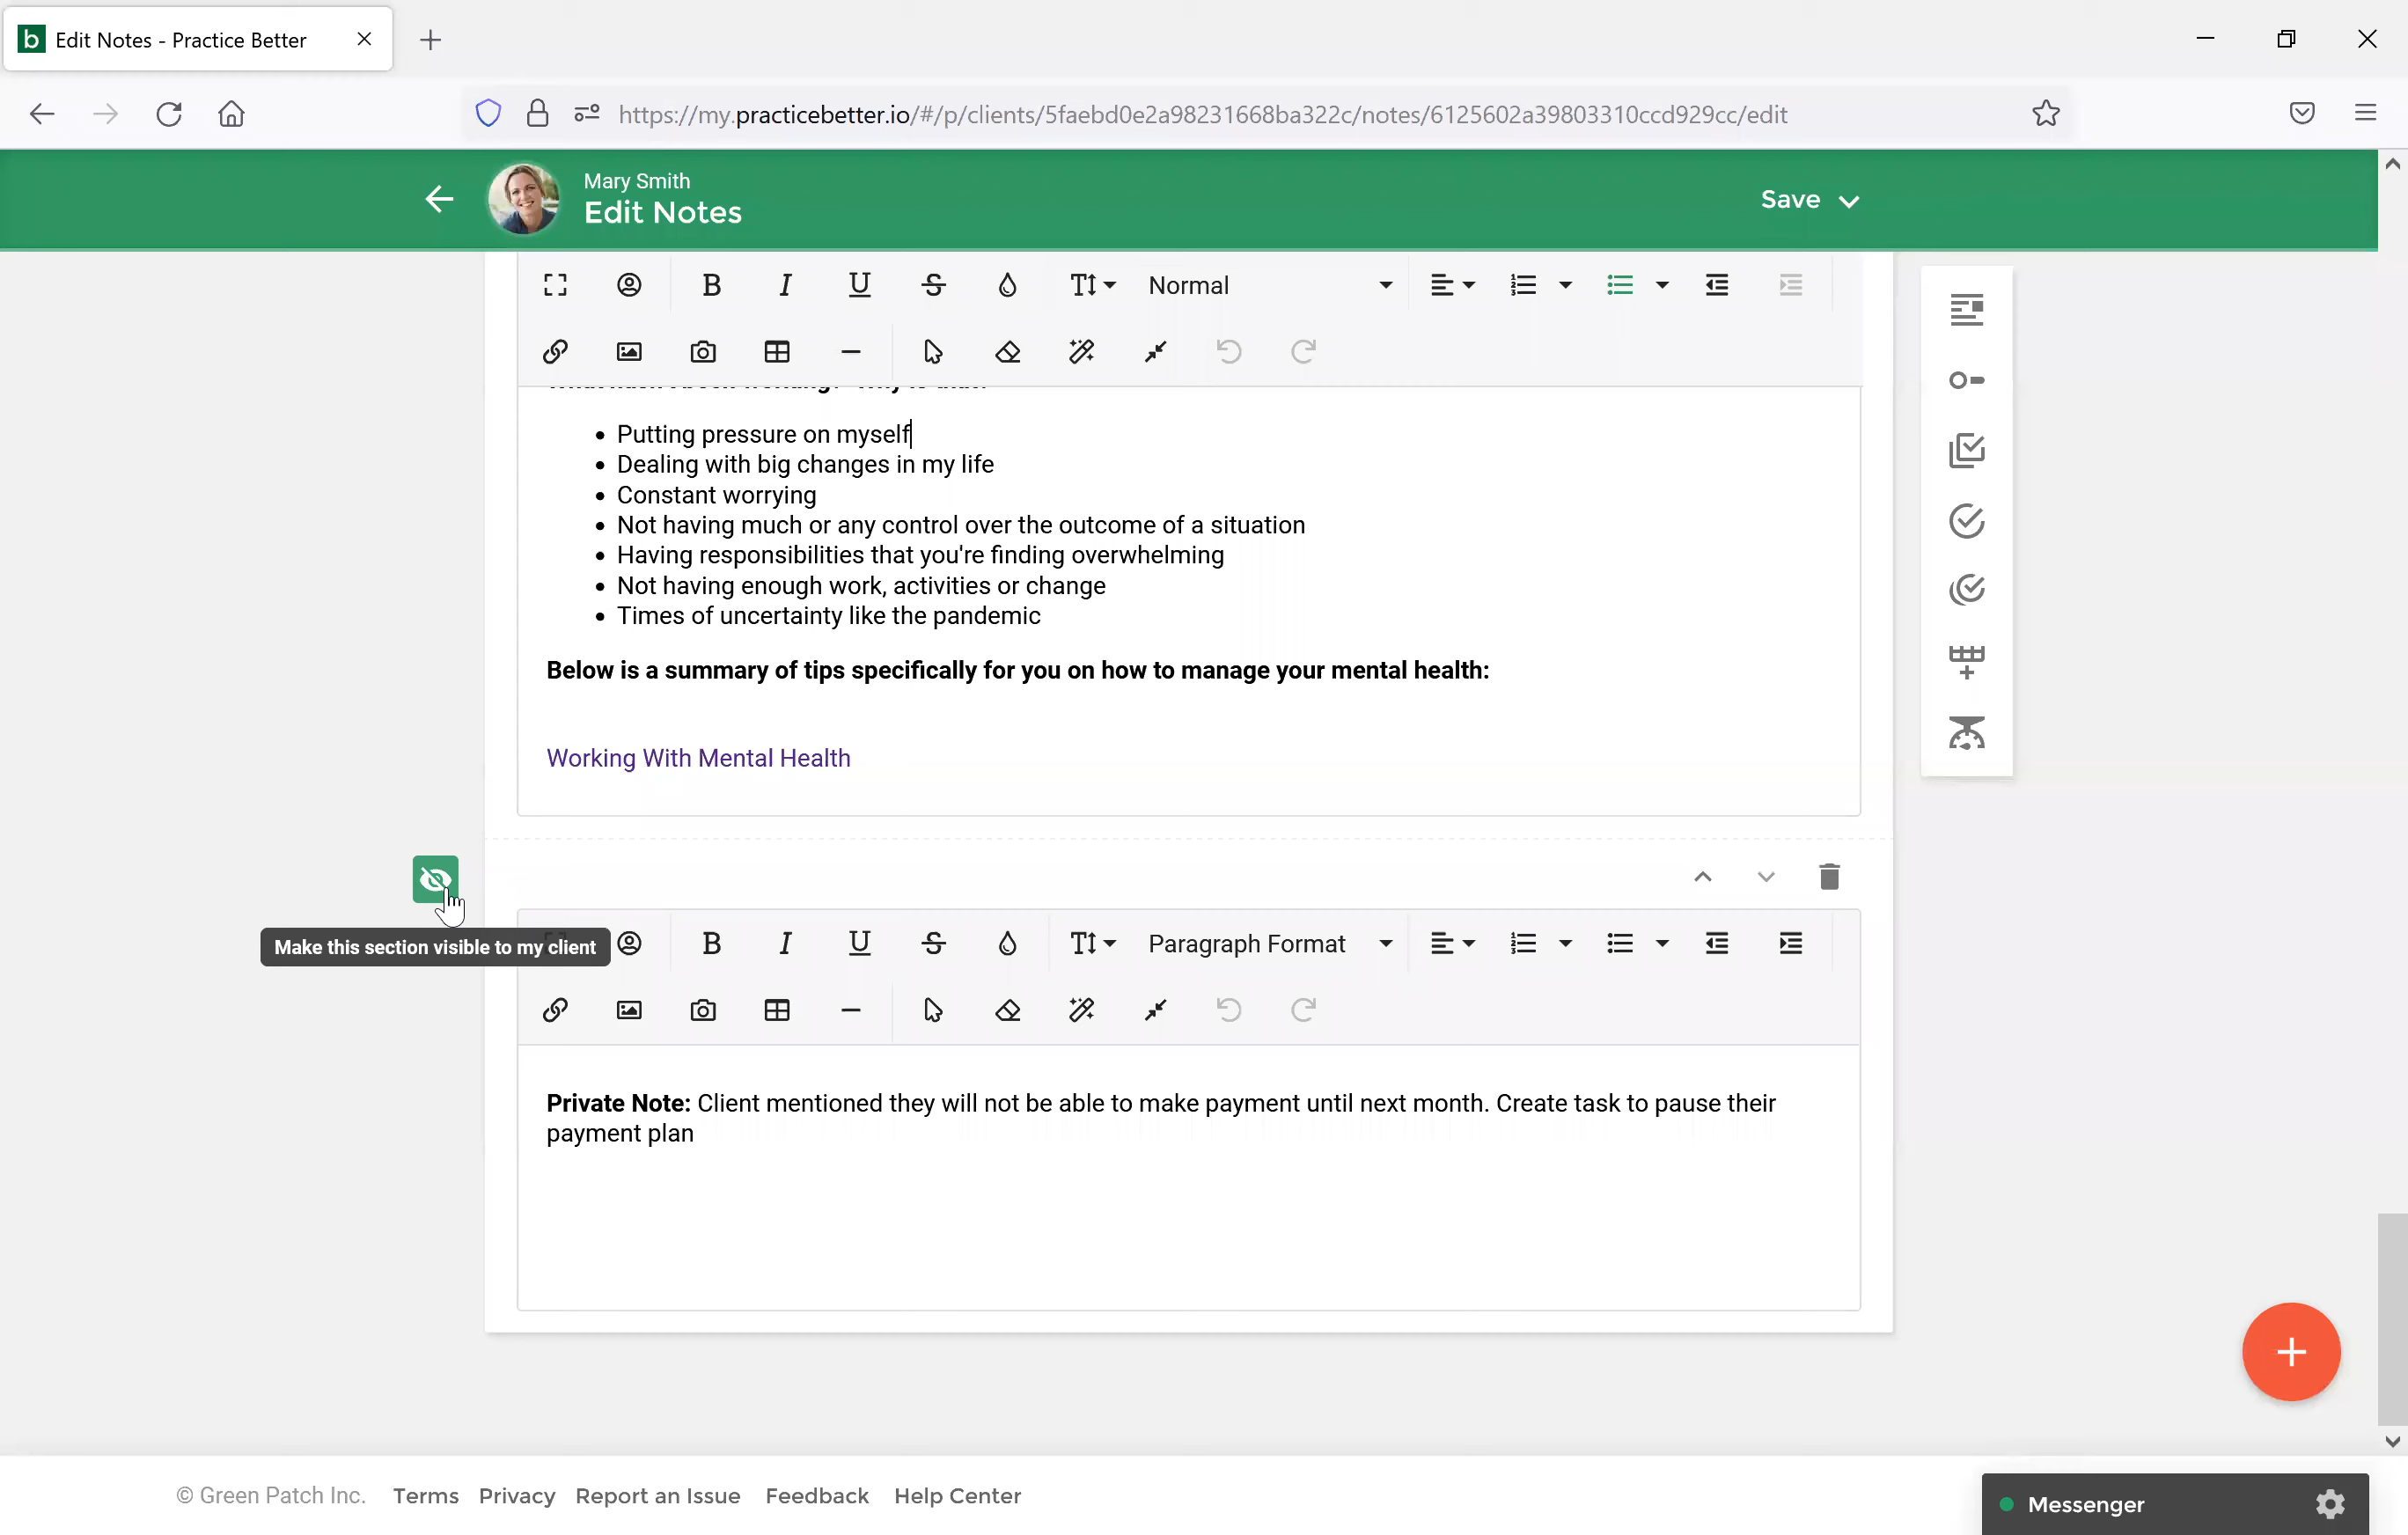 Edit Notes - Practice Better
https://my.practicebetter.io/#/p/clients/5faebd0e2a98231668ba322c/notes/6125602a39803310ccd929cc/edit
Mary Smith
Edit Notes
Save
Normal
• Putting pressure on myself
• Dealing with big changes in my life
• Constant worrying
• Not having much or any control over the outcome of a situation
• Having responsibilities that you're finding overwhelming
• Not having enough work, activities or change
• Times of uncertainty like the pandemic
Below is a summary of tips specifically for you on how to manage your mental health:
Working With Mental Health
Make this section visible to my client
Paragraph Format
Private Note: Client mentioned they will not be able to make payment until next month. Create task to pause their
payment plan
© Green Patch Inc. Terms Privacy Report an Issue Feedback Help Center
Messenger